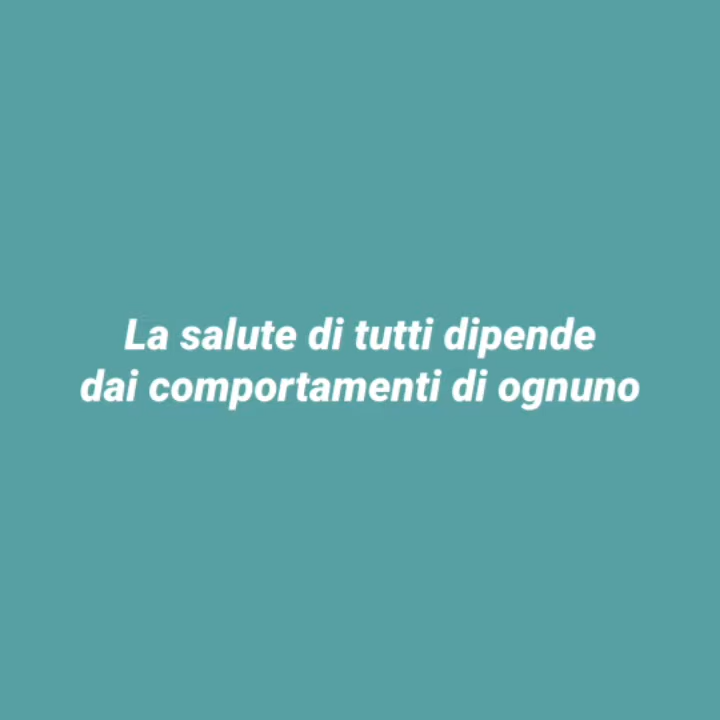 La salute di tutti dipende
dai comportamenti di ognuno